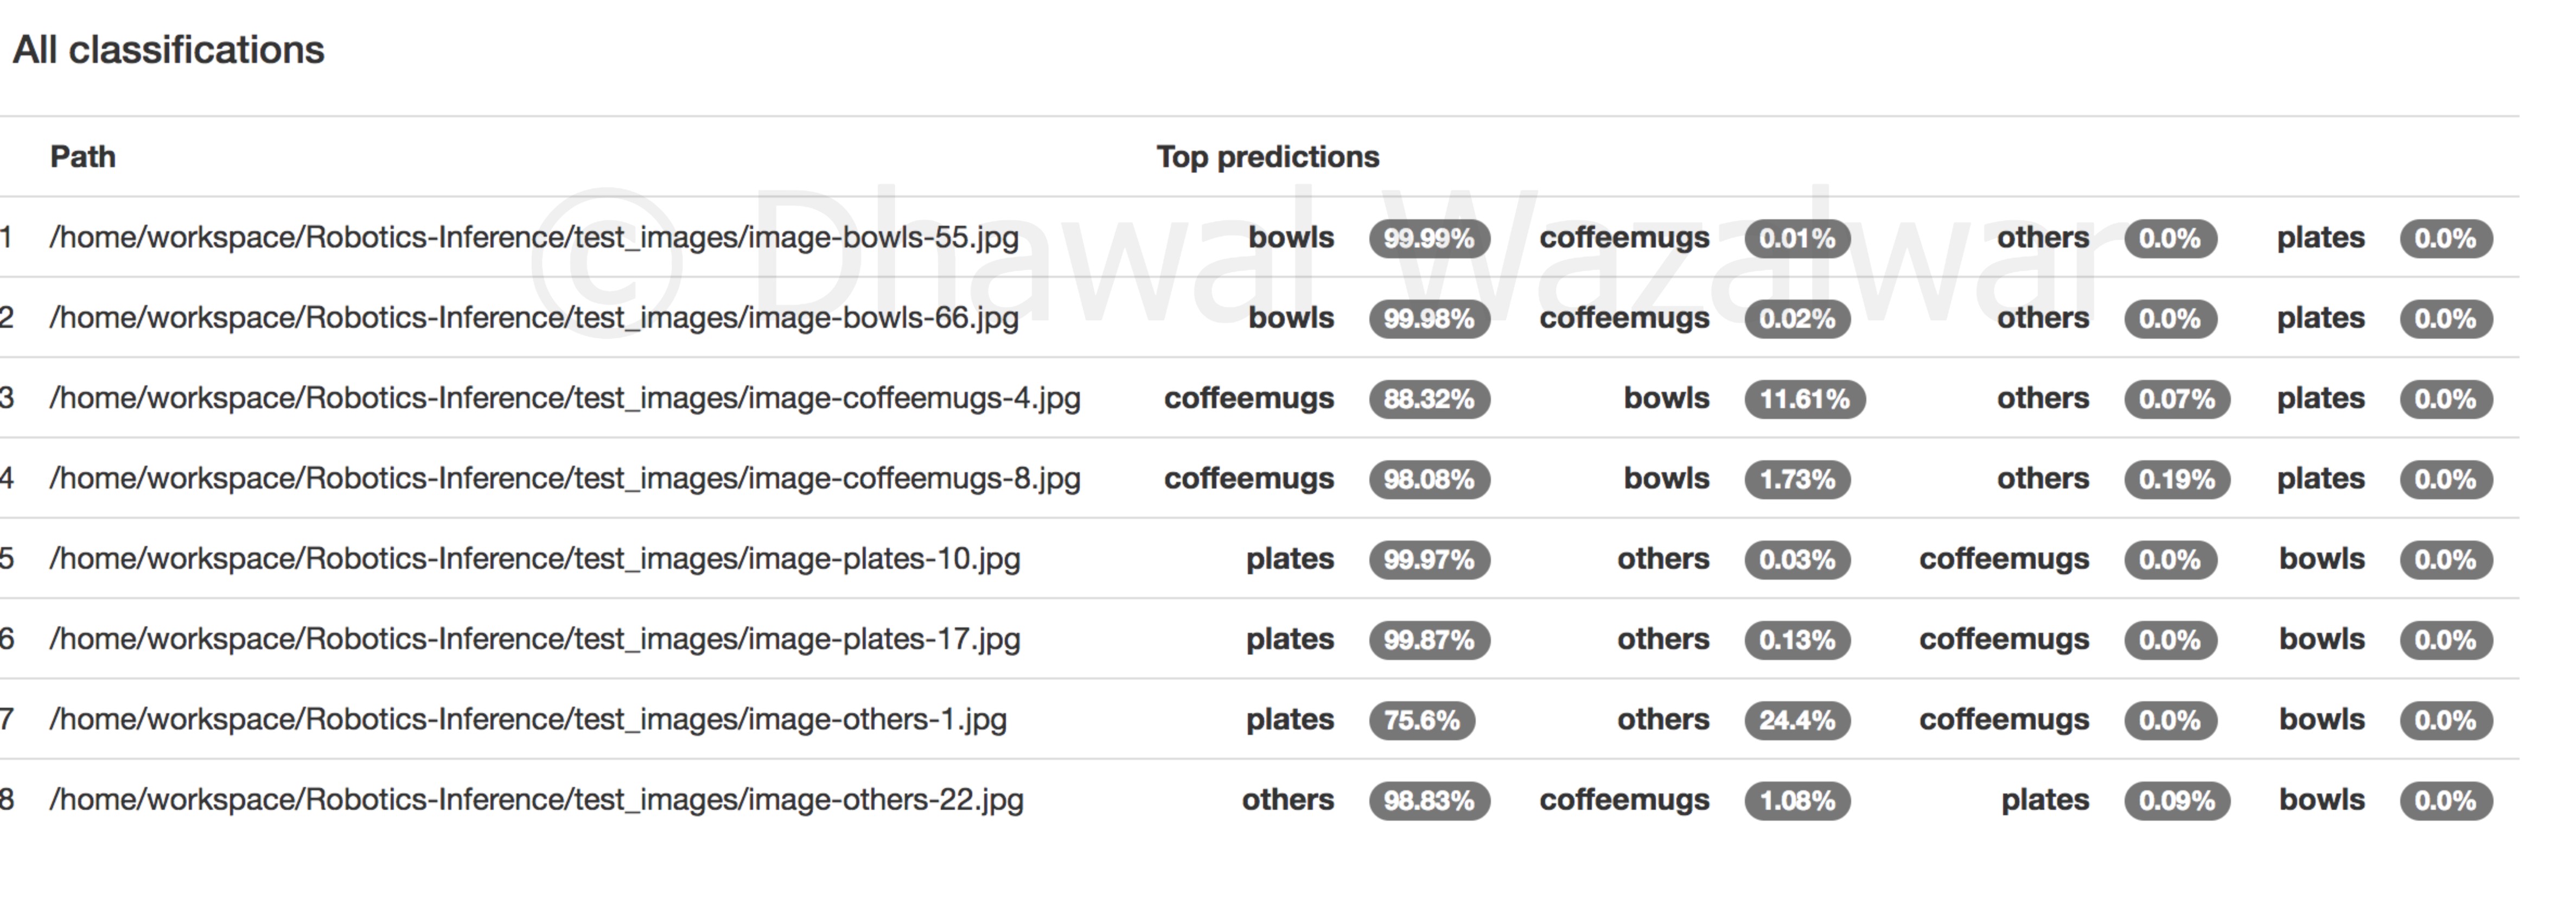 All classifications
Path Top predictions
© Dhawal Wazalwar
1 /home/workspace/Robotics-Inference/test_images/image-bowls-55.jpg bowls 99.99% coffeemugs 0.01% others 0.0% plates 0.0%
2 /home/workspace/Robotics-Inference/test_images/image-bowls-66.jpg bowls 99.98% coffeemugs 0.02% others 0.0% plates 0.0%
3 /home/workspace/Robotics-Inference/test_images/image-coffeemugs-4.jpg coffeemugs 88.32% bowls 11.61% others 0.07% plates 0.0%
4 /home/workspace/Robotics-Inference/test_images/image-coffeemugs-8.jpg coffeemugs 98.08% bowls 1.73% others 0.19% plates 0.0%
5 /home/workspace/Robotics-Inference/test_images/image-plates-10.jpg plates 99.97% others 0.03% coffeemugs 0.0% bowls 0.0%
6 /home/workspace/Robotics-Inference/test_images/image-plates-17.jpg plates 99.87% others 0.13% coffeemugs 0.0% bowls 0.0%
7 /home/workspace/Robotics-Inference/test_images/image-others-1.jpg plates 75.6% others 24.4% coffeemugs 0.0% bowls 0.0%
8 /home/workspace/Robotics-Inference/test_images/image-others-22.jpg others 98.83% coffeemugs 1.08% plates 0.09% bowls 0.0%